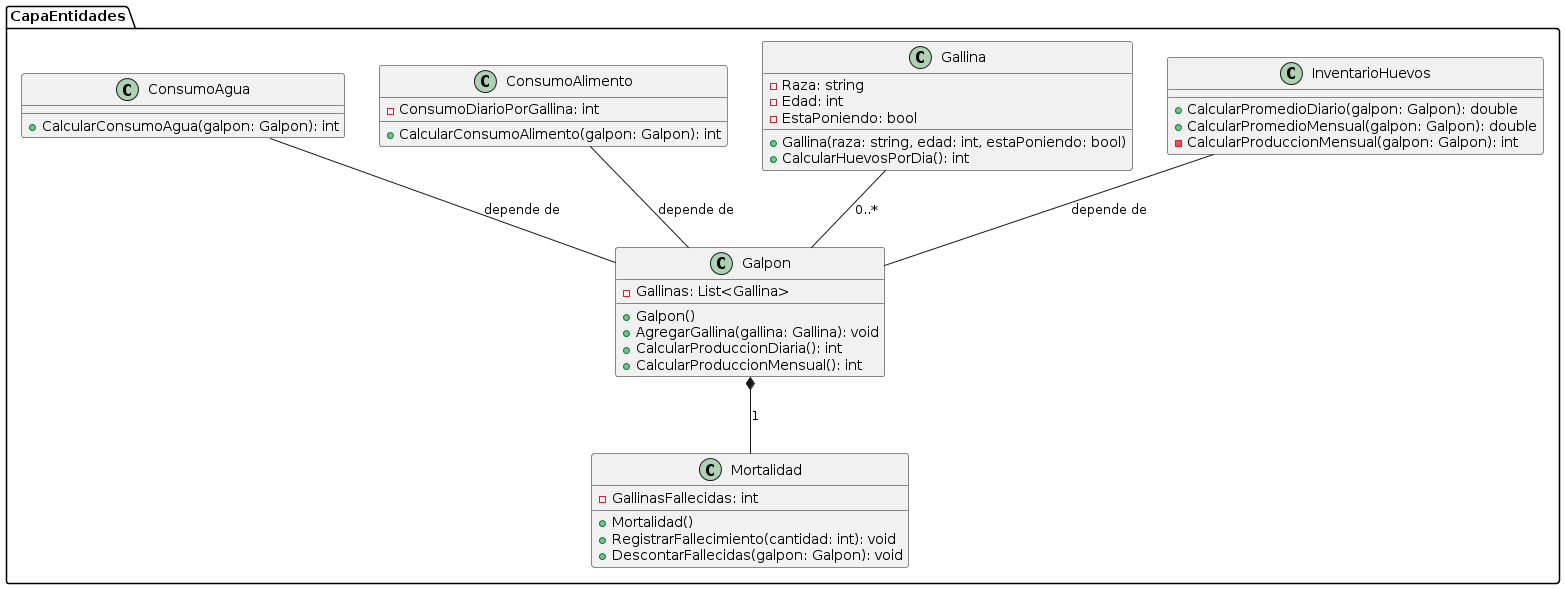 CapaEntidades
ConsumoAgua
CalcularConsumoAgua(galpon: Galpon): int
ConsumoAlimento
ConsumoDiarioPorGallina: int
CalcularConsumoAlimento(galpon: Galpon): int
Gallina
Raza: string
Edad: int
EstaPoniendo: bool
Gallina(raza: string, edad: int, estaPoniendo: bool)
CalcularHuevosPorDia(): int
InventarioHuevos
CalcularPromedioDiario(galpon: Galpon): double
CalcularPromedioMensual(galpon: Galpon): double
CalcularProduccionMensual(galpon: Galpon): int
depende de
depende de
0..*
depende de
Galpon
Gallinas: List<Gallina>
Galpon()
AgregarGallina(gallina: Gallina): void
CalcularProduccionDiaria(): int
CalcularProduccionMensual(): int
1
Mortalidad
GallinasFallecidas: int
Mortalidad()
RegistrarFallecimiento(cantidad: int): void
DescontarFallecidas(galpon: Galpon): void